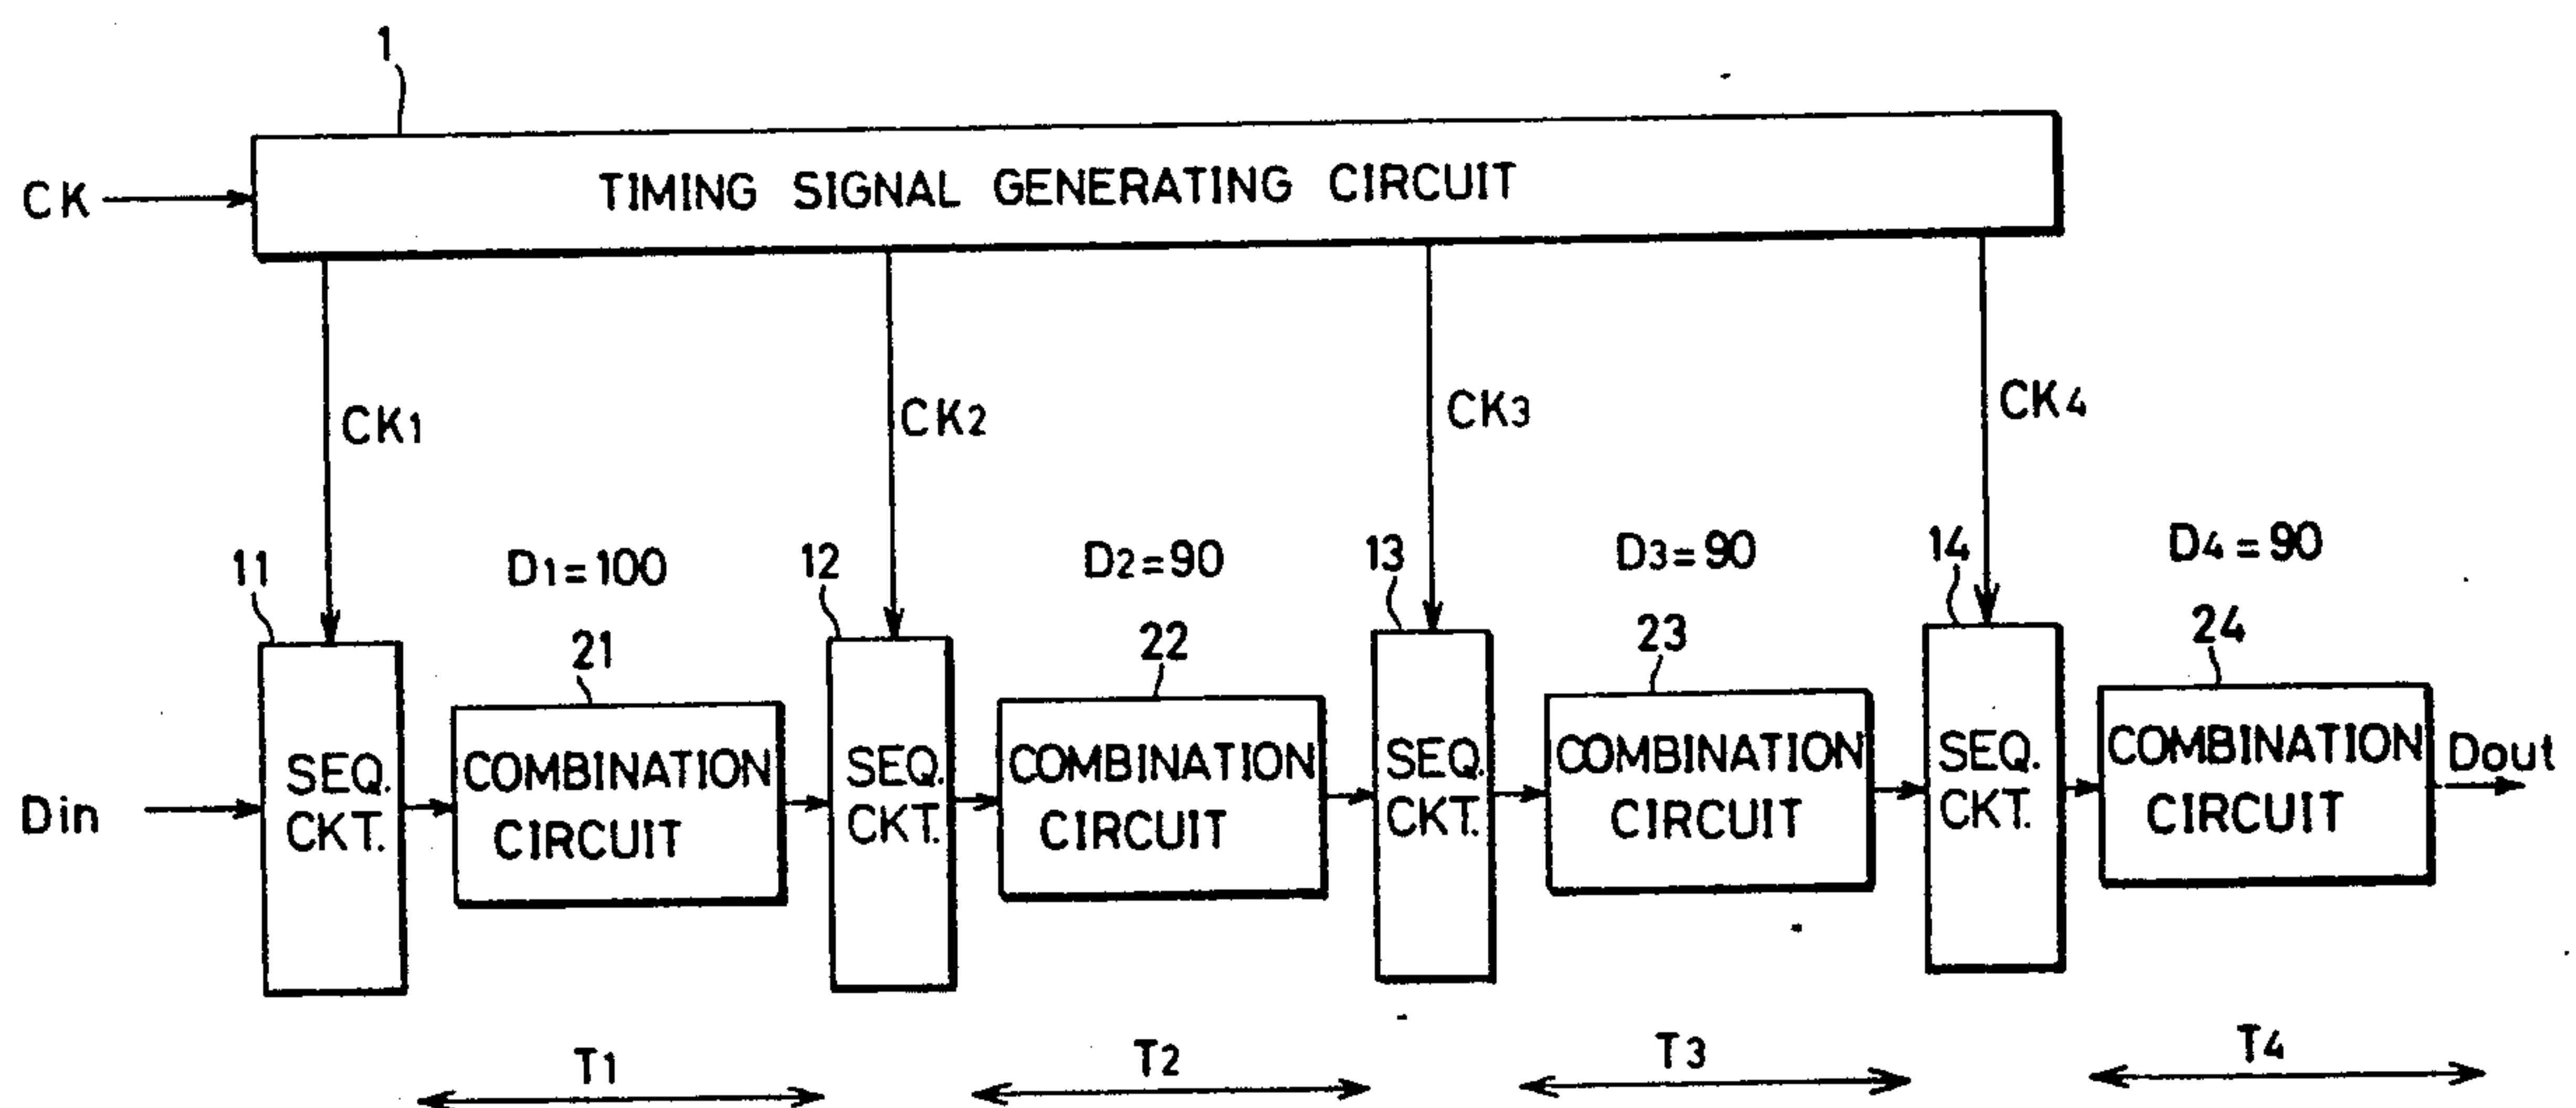 1
CK
TIMING SIGNAL GENERATING CIRCUIT
CK1
CK2
CK3
CK4
11
D1=100
12
D2=90
13
D3=90
14
D4=90
21
22
23
24
Din
SEQ.
CKT.
COMBINATION
CIRCUIT
SEQ.
CKT.
COMBINATION
CIRCUIT
SEQ.
CKT.
COMBINATION
CIRCUIT
SEQ.
CKT.
COMBINATION
CIRCUIT
Dout
T1
T2
T3
T4